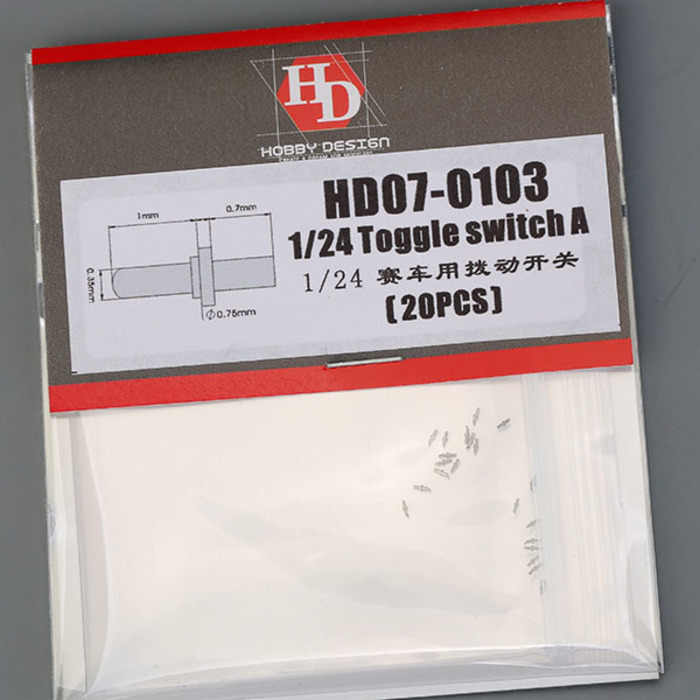 HD
HOBBY DESIGN
HD07-0103
1/24 Toggle switch A
1/24 赛车用拨动开关
(20PCS)
1mm
0.7mm
0.35mm
Φ0.75mm